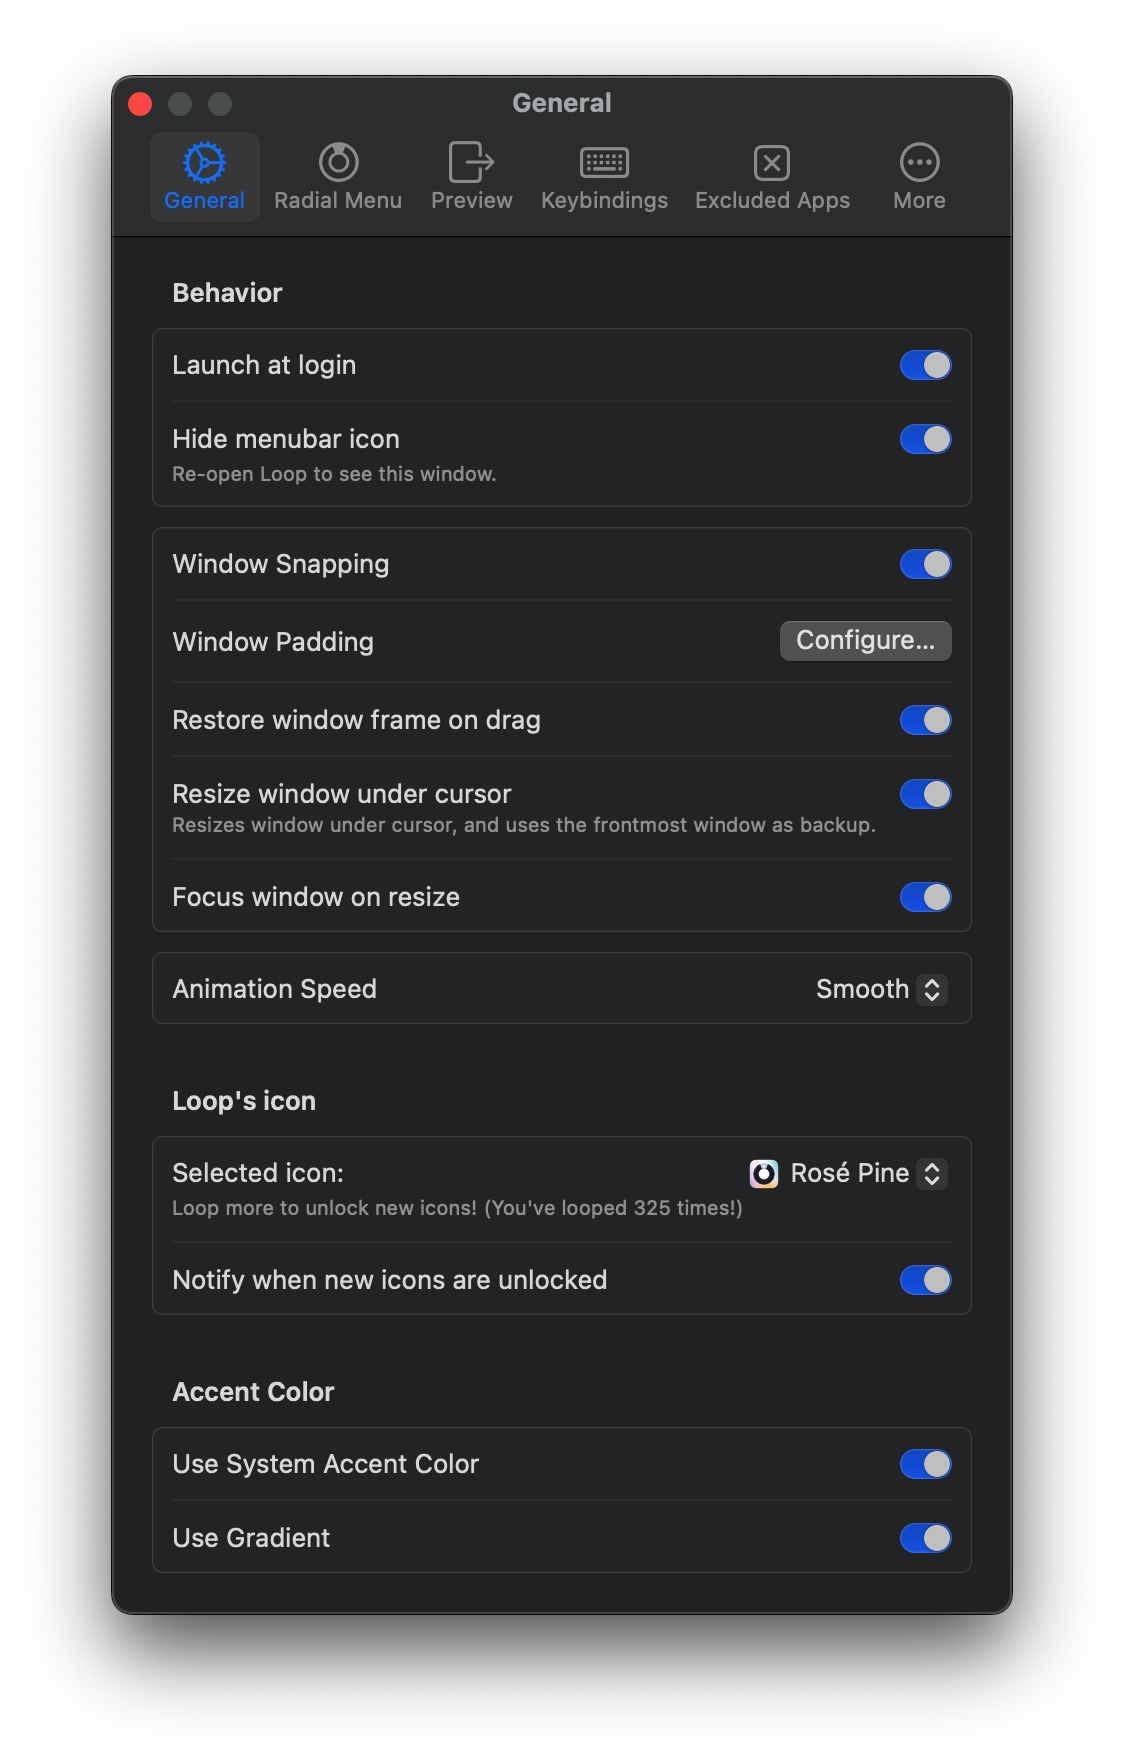 General
General
Radial Menu
Preview
Keybindings
Excluded Apps
More
Behavior
Launch at login
Hide menubar icon
Re-open Loop to see this window.
Window Snapping
Window Padding
Configure...
Restore window frame on drag
Resize window under cursor
Resizes window under cursor, and uses the frontmost window as backup.
Focus window on resize
Animation Speed
Smooth
Loop's icon
Selected icon:
Rosé Pine
Loop more to unlock new icons! (You've looped 325 times!)
Notify when new icons are unlocked
Accent Color
Use System Accent Color
Use Gradient